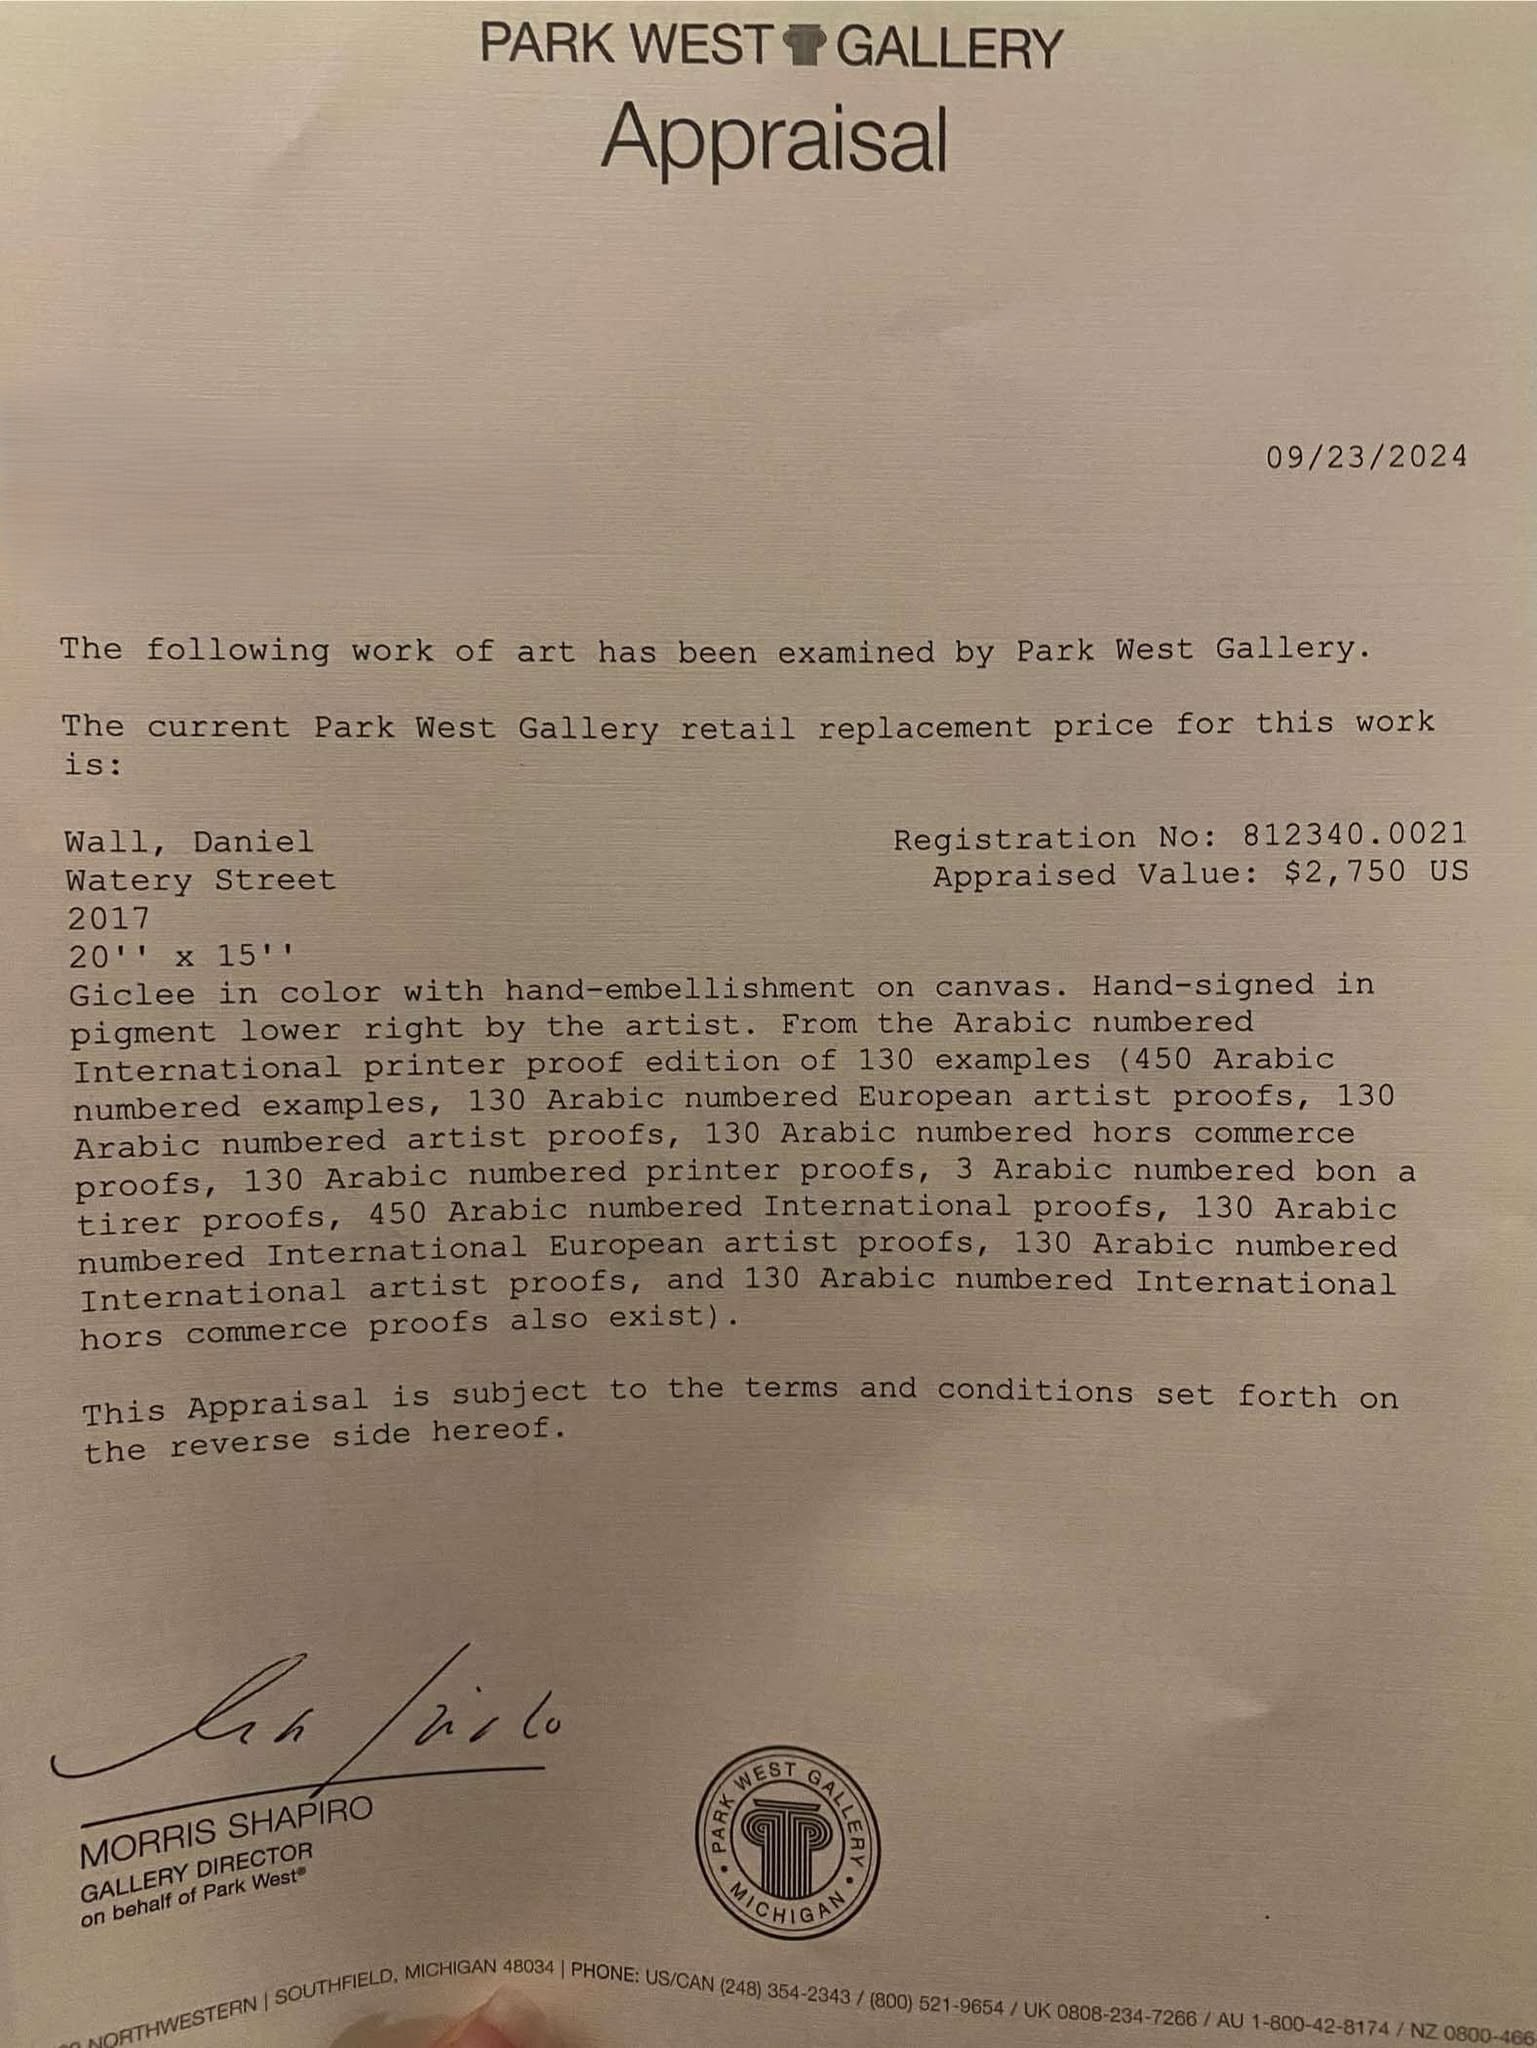 PARK WEST GALLERY
Appraisal
09/23/2024
The following work of art has been examined by Park West Gallery.
The current Park West Gallery retail replacement price for this work
is:
Wall, Daniel Registration No: 812340.0021
Watery Street Appraised Value: $2,750 US
2017
20'' x 15''
Giclee in color with hand-embellishment on canvas. Hand-signed in
pigment lower right by the artist. From the Arabic numbered
International printer proof edition of 130 examples (450 Arabic
numbered examples, 130 Arabic numbered European artist proofs, 130
Arabic numbered artist proofs, 130 Arabic numbered hors commerce
proofs, 130 Arabic numbered printer proofs, 3 Arabic numbered bon a
tirer proofs, 450 Arabic numbered International proofs, 130 Arabic
numbered International European artist proofs, 130 Arabic numbered
International artist proofs, and 130 Arabic numbered International
hors commerce proofs also exist).
This Appraisal is subject to the terms and conditions set forth on
the reverse side hereof.
MORRIS SHAPIRO
GALLERY DIRECTOR
on behalf of Park West®
PARK WEST GALLERY
• MICHIGAN •
NORTHWESTERN | SOUTHFIELD, MICHIGAN 48034 | PHONE: US/CAN (248) 354-2343 / (800) 521-9654 / UK 0808-234-7266 / AU 1-800-42-8174 / NZ 0800-466